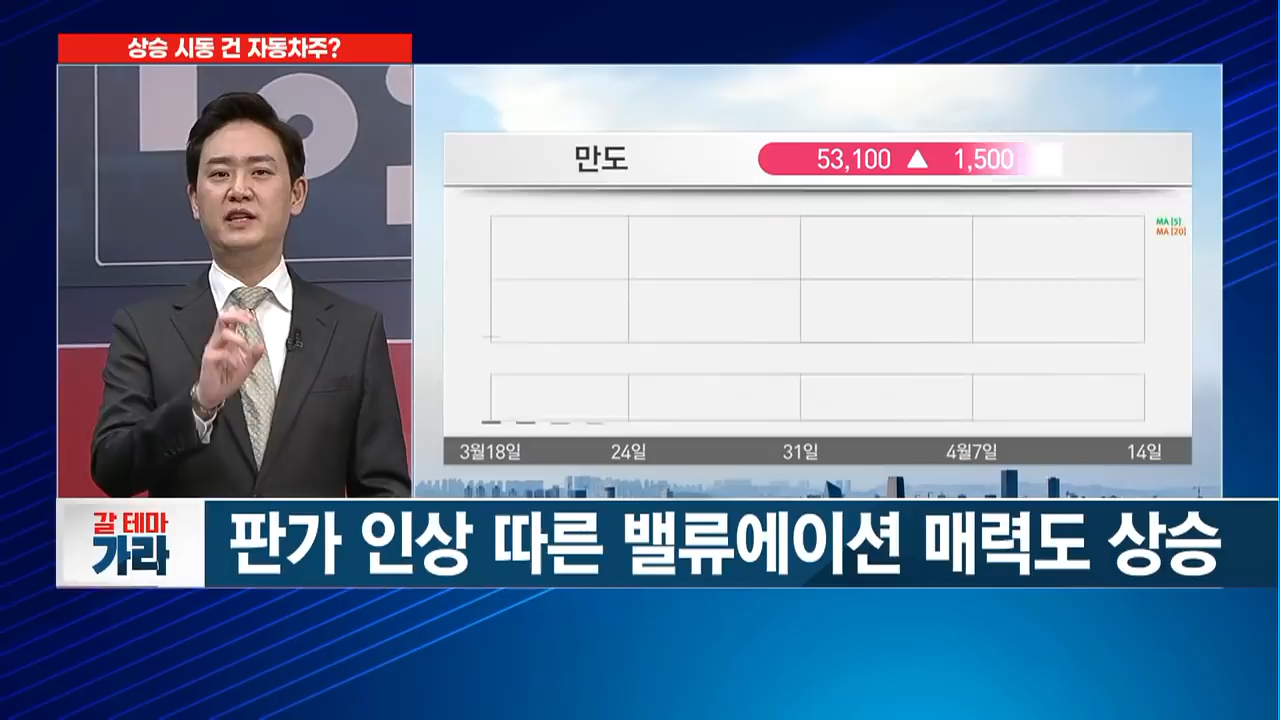 상승 시동 건 자동차주?
만도 53,100 ▲ 1,500
MA [5]
MA [20]
3월18일 24일 31일 4월7일 14일
갈 테마
가라
판가 인상 따른 밸류에이션 매력도 상승